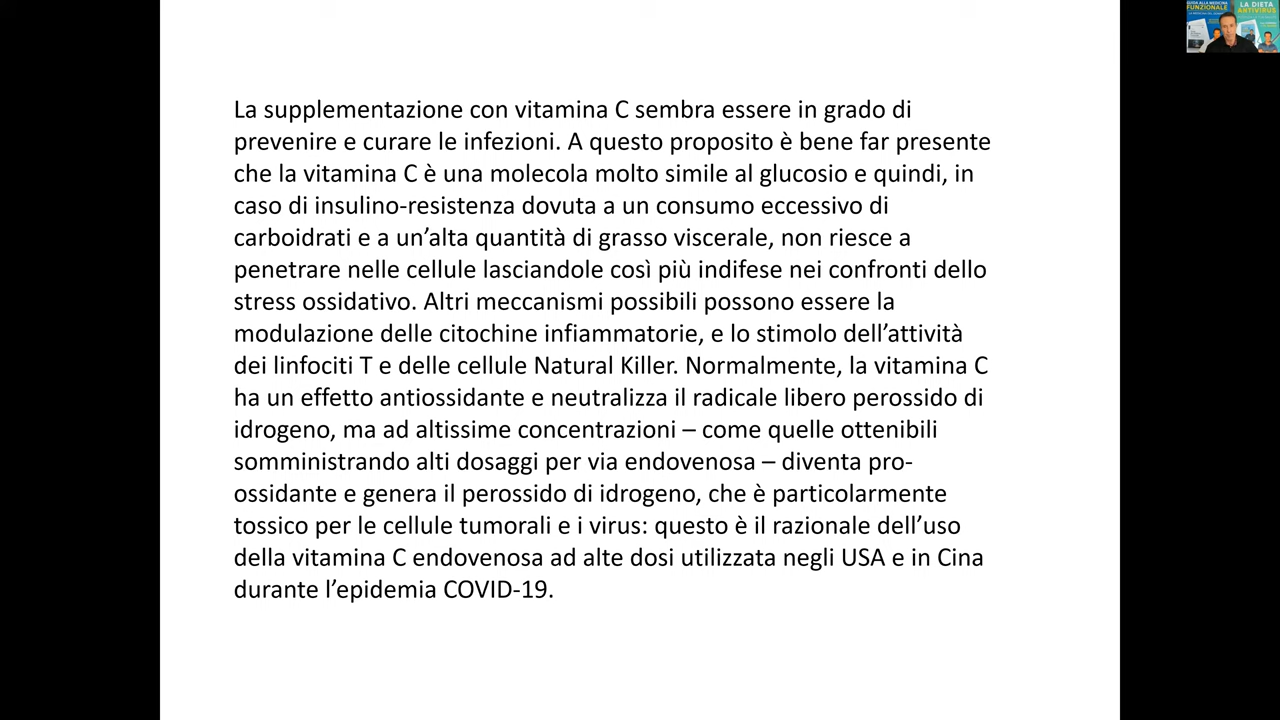 La supplementazione con vitamina C sembra essere in grado di
prevenire e curare le infezioni. A questo proposito è bene far presente
che la vitamina C è una molecola molto simile al glucosio e quindi, in
caso di insulino-resistenza dovuta a un consumo eccessivo di
carboidrati e a un’alta quantità di grasso viscerale, non riesce a
penetrare nelle cellule lasciandole così più indifese nei confronti dello
stress ossidativo. Altri meccanismi possibili possono essere la
modulazione delle citochine infiammatorie, e lo stimolo dell’attività
dei linfociti T e delle cellule Natural Killer. Normalmente, la vitamina C
ha un effetto antiossidante e neutralizza il radicale libero perossido di
idrogeno, ma ad altissime concentrazioni – come quelle ottenibili
somministrando alti dosaggi per via endovenosa – diventa pro-
ossidante e genera il perossido di idrogeno, che è particolarmente
tossico per le cellule tumorali e i virus: questo è il razionale dell’uso
della vitamina C endovenosa ad alte dosi utilizzata negli USA e in Cina
durante l’epidemia COVID-19.
GUIDA ALLA MEDICINA
FUNZIONALE
LA DIETA
ANTIVIRUS